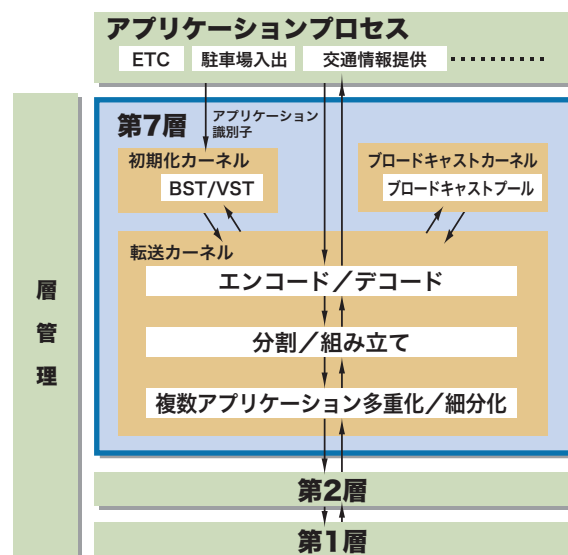 アプリケーションプロセス
ETC
駐車場入出
交通情報提供
第7層
アプリケーション
識別子
初期化カーネル
BST/VST
ブロードキャストカーネル
ブロードキャストプール
転送カーネル
エンコード／デコード
分割／組み立て
複数アプリケーション多重化／細分化
層
管
理
第2層
第1層